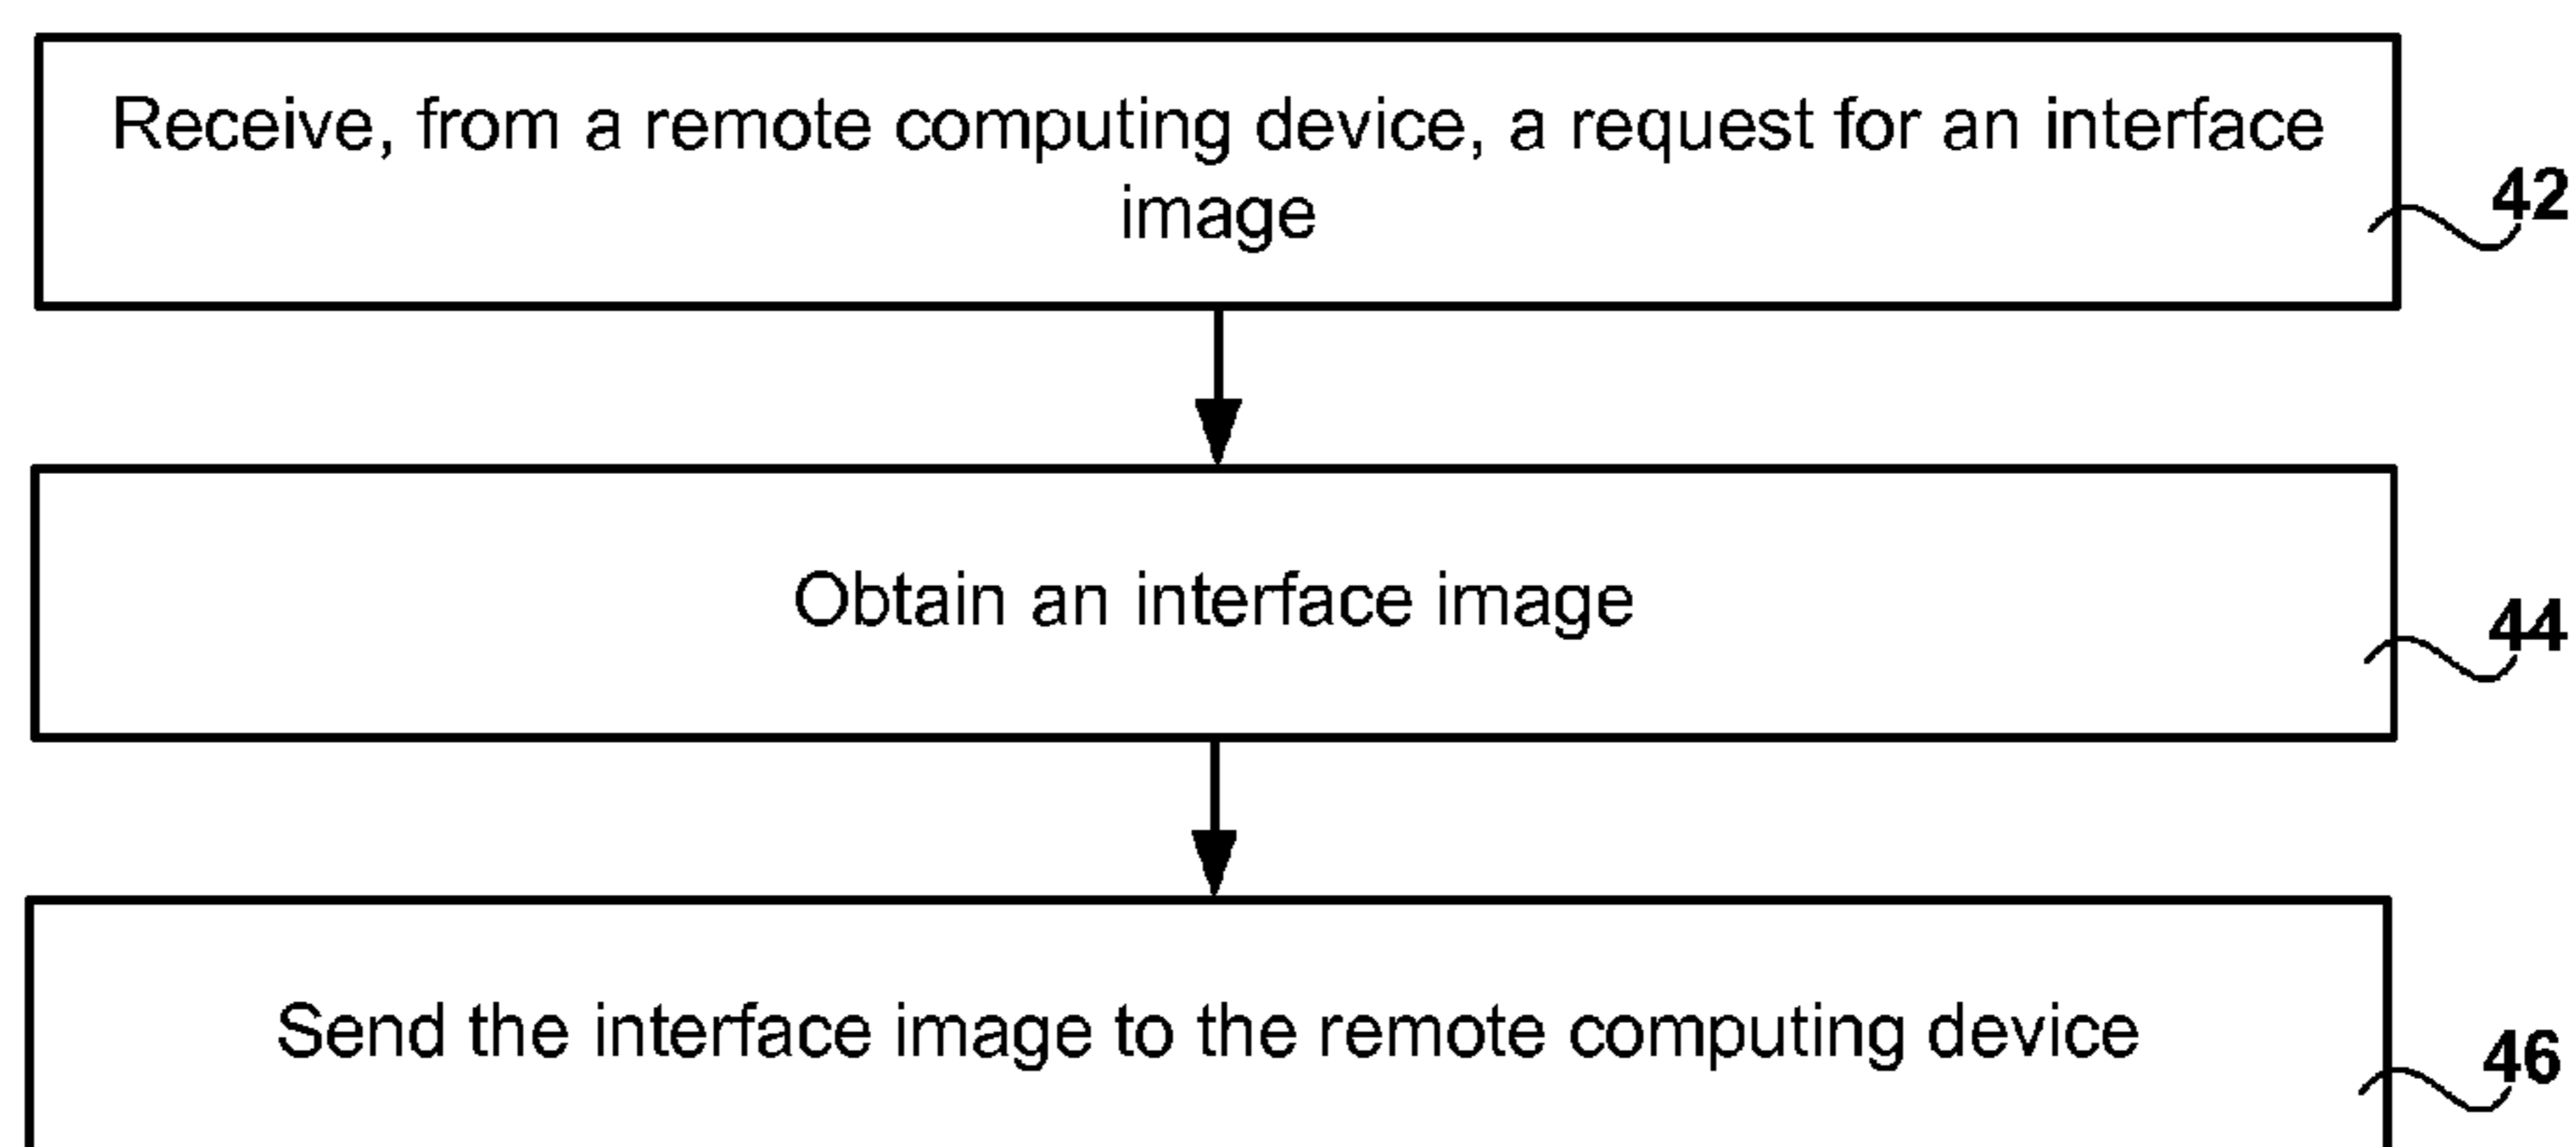 Receive, from a remote computing device, a request for an interface
image
42
Obtain an interface image
44
Send the interface image to the remote computing device
46